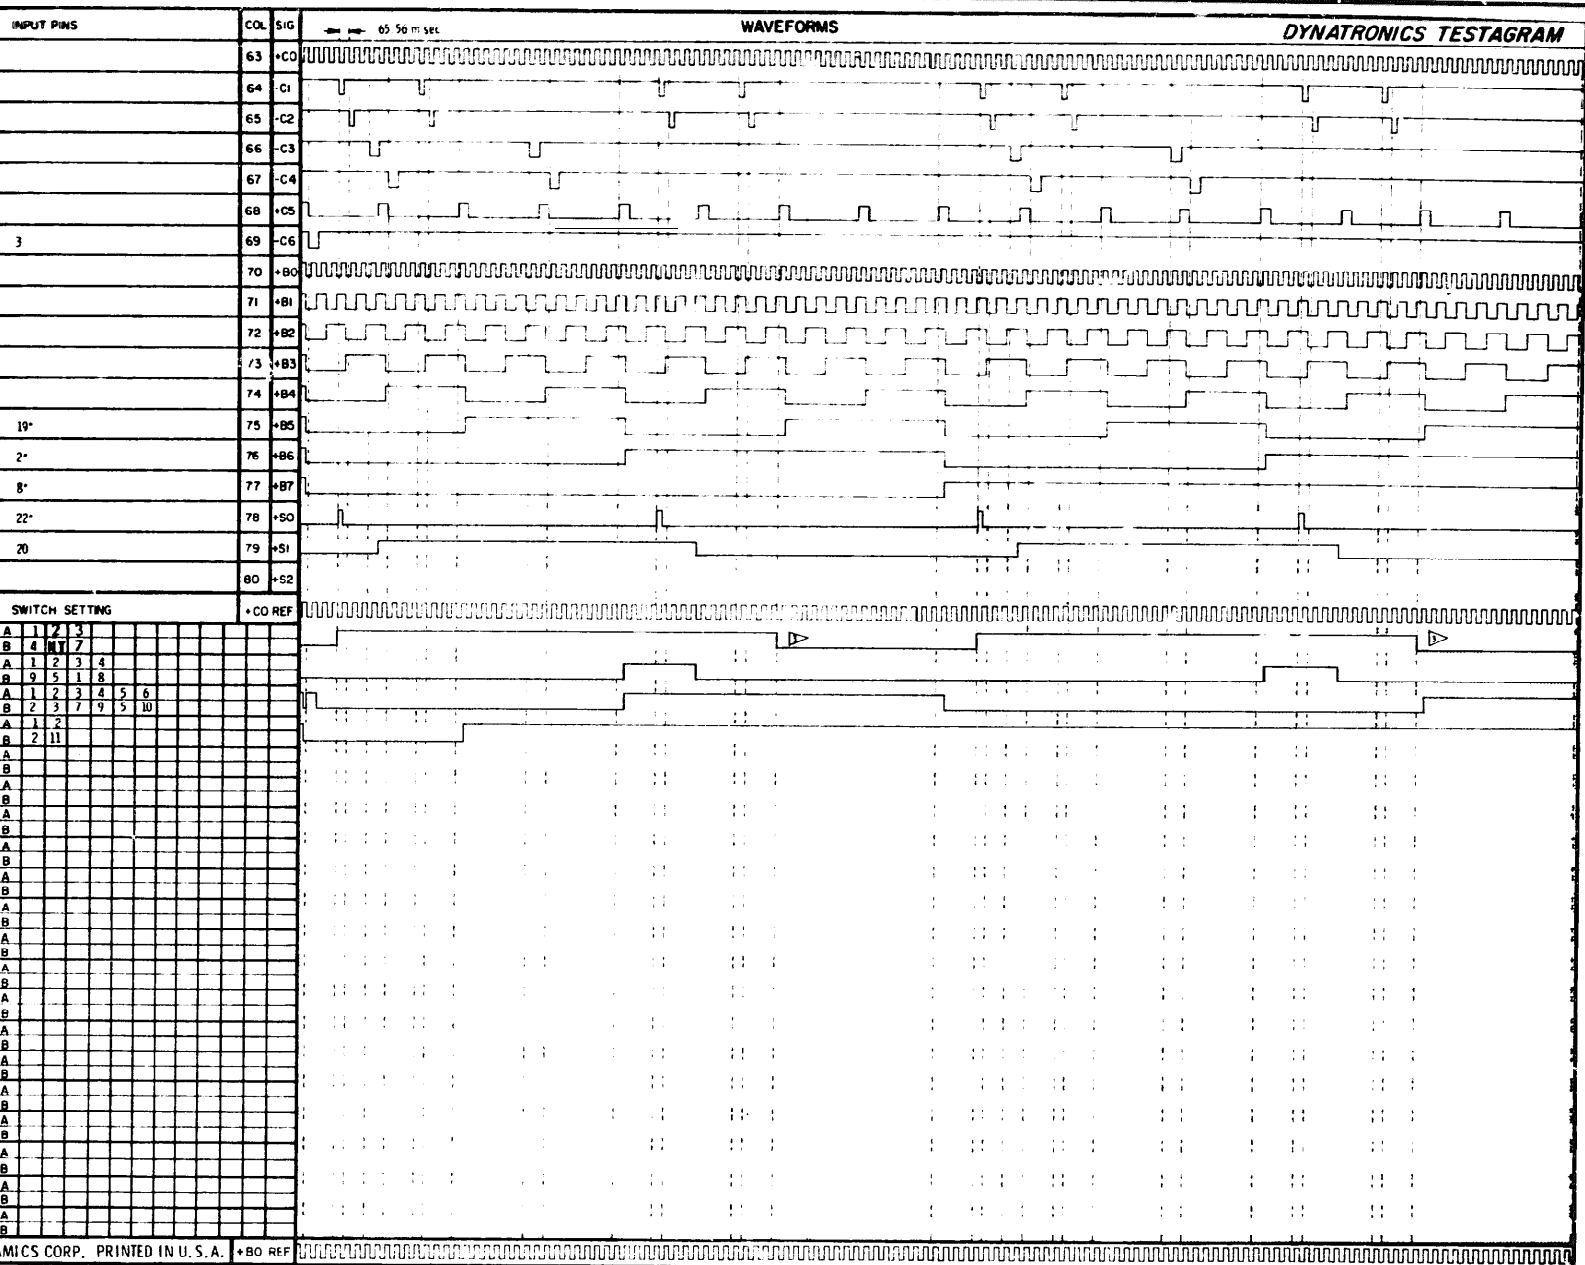 INPUT PINS COL SIG 65.56 m sec WAVEFORMS DYNATRONICS TESTAGRAM
63 +C0
64 -C1
65 -C2
66 -C3
67 -C4
68 +C5
3 69 -C6
70 +B0
71 +B1
72 +B2
73 +B3
74 +B4
19* 75 +B5
2* 76 +B6
8* 77 +B7
22* 78 +S0
20 79 +S1
80 +S2
SWITCH SETTING +CO REF
A 1 2 3
B 4 NT 7
A 1 2 3 4
B 9 5 1 8
A 1 2 3 4 5 6
B 2 3 7 9 5 10
A 1 2
B 2 11
A
B
A
B
A
B
A
B
A
B
A
B
A
B
A
B
A
B
A
B
A
B
A
B
A
B
A
B
A
B
A
B
AMICS CORP. PRINTED IN U.S.A. +BO REF